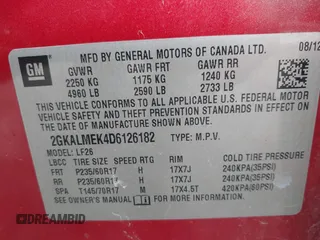 GM
MFD BY GENERAL MOTORS OF CANADA LTD.
GVWR GAWR FRT GAWR RR 08/12
2250 KG 1175 KG 1240 KG
4960 LB 2590 LB 2733 LB
THIS VEHICLE CONFORMS TO ALL APPLICABLE U.S. FEDERAL MOTOR
VEHICLE SAFETY AND THEFT PREVENTION STANDARDS IN EFFECT
ON THE DATE OF MANUFACTURE SHOWN ABOVE.
2GKALMEK4D6126182 TYPE: M.P.V.
MODEL: LF26
LBCC TIRE SIZE SPEED RTG RIM COLD TIRE PRESSURE
FRT P235/60R17 H 17X7J 240KPA(35PSI)
RR P235/60R17 H 17X7J 240KPA(35PSI)
SPA T145/70R17 M 17X4.5T 420KPA(60PSI)
SEE OWNER'S MANUAL FOR ADDITIONAL INFORMATION.
DREAMBID